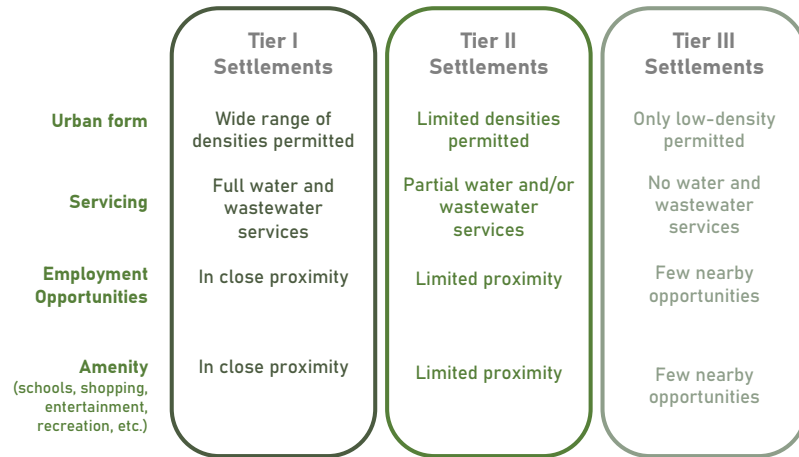 Tier I
Settlements
Tier II
Settlements
Tier III
Settlements
Urban form
Wide range of
densities permitted
Limited densities
permitted
Only low-density
permitted
Servicing
Full water and
wastewater
services
Partial water and/or
wastewater
services
No water and
wastewater
services
Employment
Opportunities
In close proximity
Limited proximity
Few nearby
opportunities
Amenity
(schools, shopping,
entertainment,
recreation, etc.)
In close proximity
Limited proximity
Few nearby
opportunities